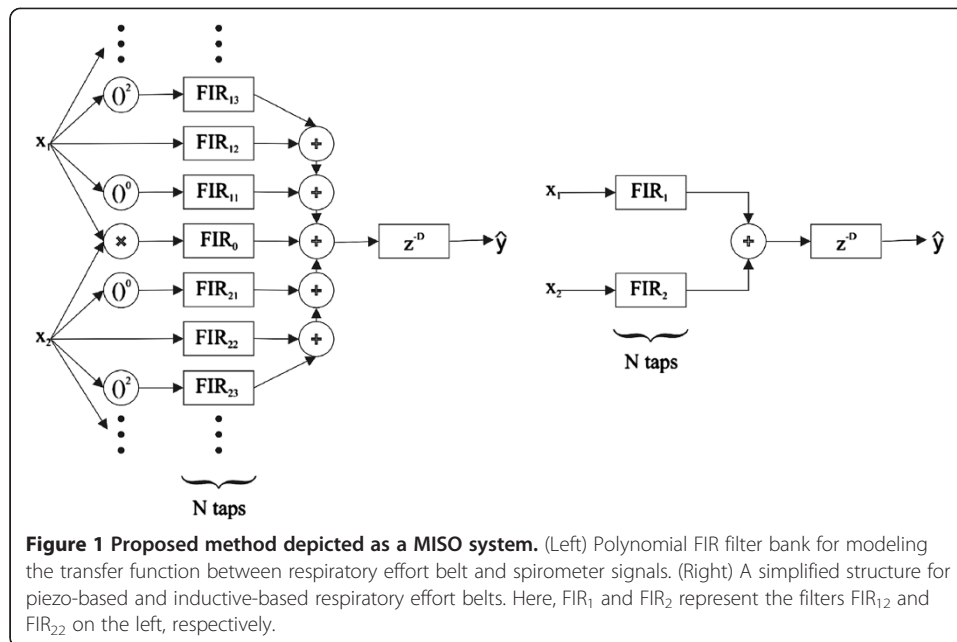 ()² FIR₁₃
x₁ FIR₁₂ +
()⁰ FIR₁₁ +
× FIR₀ + z⁻ᴰ ŷ
()⁰ FIR₂₁ +
x₂ FIR₂₂ +
()² FIR₂₃
N taps
x₁ FIR₁
+ z⁻ᴰ ŷ
x₂ FIR₂
N taps
Figure 1 Proposed method depicted as a MISO system. (Left) Polynomial FIR filter bank for modeling
the transfer function between respiratory effort belt and spirometer signals. (Right) A simplified structure for
piezo-based and inductive-based respiratory effort belts. Here, FIR₁ and FIR₂ represent the filters FIR₁₂ and
FIR₂₂ on the left, respectively.